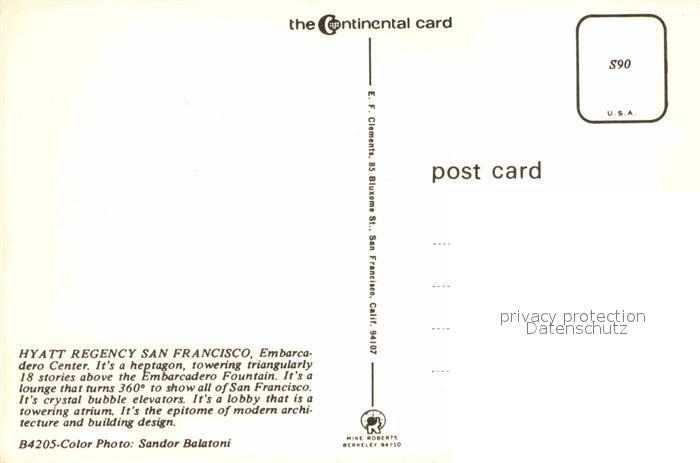 the Continental card
S90
U.S.A.
E. F. Clements, 85 Bluxome St., San Francisco, Calif. 94107
post card
privacy protection
Datenschutz
HYATT REGENCY SAN FRANCISCO, Embarca-
dero Center. It's a heptagon, towering triangularly
18 stories above the Embarcadero Fountain. It's a
lounge that turns 360° to show all of San Francisco.
It's crystal bubble elevators. It's a lobby that is a
towering atrium. It's the epitome of modern archi-
tecture and building design.
B4205-Color Photo: Sandor Balatoni
MIKE ROBERTS
BERKELEY 94710